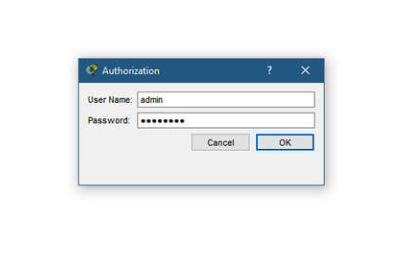 Authorization
User Name: admin
Password: ●●●●●●●●
Cancel OK